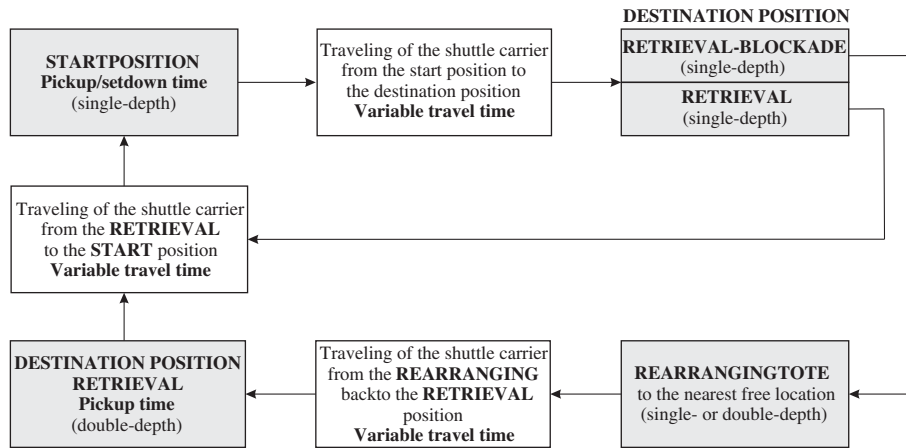 DESTINATION POSITION
STARTPOSITION
Pickup/setdown time
(single-depth)
Traveling of the shuttle carrier
from the start position to
the destination position
Variable travel time
RETRIEVAL-BLOCKADE
(single-depth)
RETRIEVAL
(single-depth)
Traveling of the shuttle carrier
from the RETRIEVAL
to the START position
Variable travel time
DESTINATION POSITION
RETRIEVAL
Pickup time
(double-depth)
Traveling of the shuttle carrier
from the REARRANGING
backto the RETRIEVAL
position
Variable travel time
REARRANGINGTOTE
to the nearest free location
(single- or double-depth)